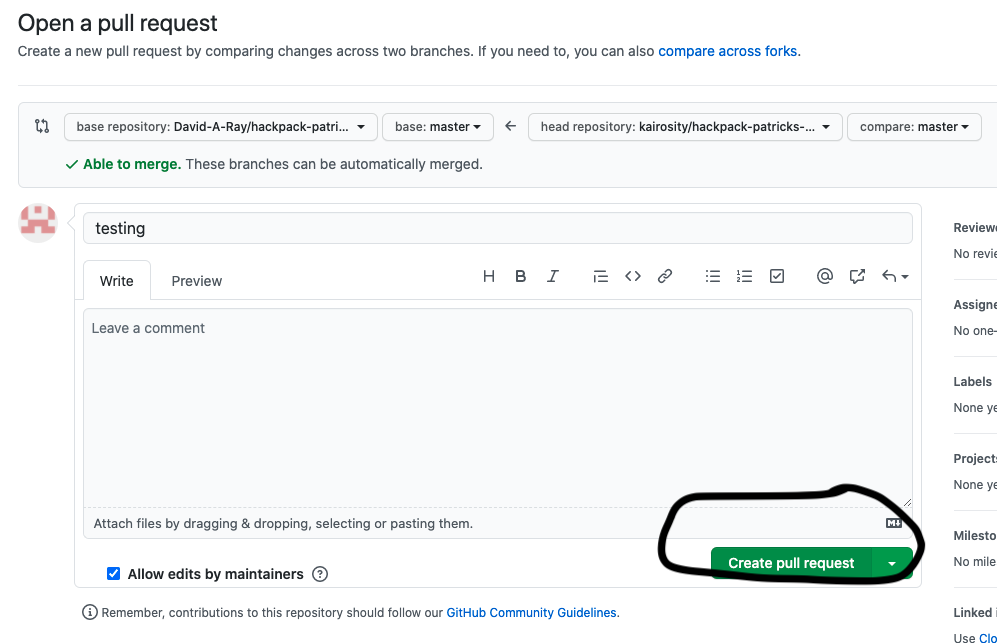 Open a pull request
Create a new pull request by comparing changes across two branches. If you need to, you can also compare across forks.
base repository: David-A-Ray/hackpack-patri... base: master head repository: kairosity/hackpack-patricks-... compare: master
Able to merge. These branches can be automatically merged.
testing
Reviewe
No revie
Write Preview H B I
Assigne
No one-
Leave a comment
Labels
None ye
Projects
None ye
Attach files by dragging & dropping, selecting or pasting them.
Milesto
No mile
Create pull request
Allow edits by maintainers
Remember, contributions to this repository should follow our GitHub Community Guidelines.
Linked i
Use Clo